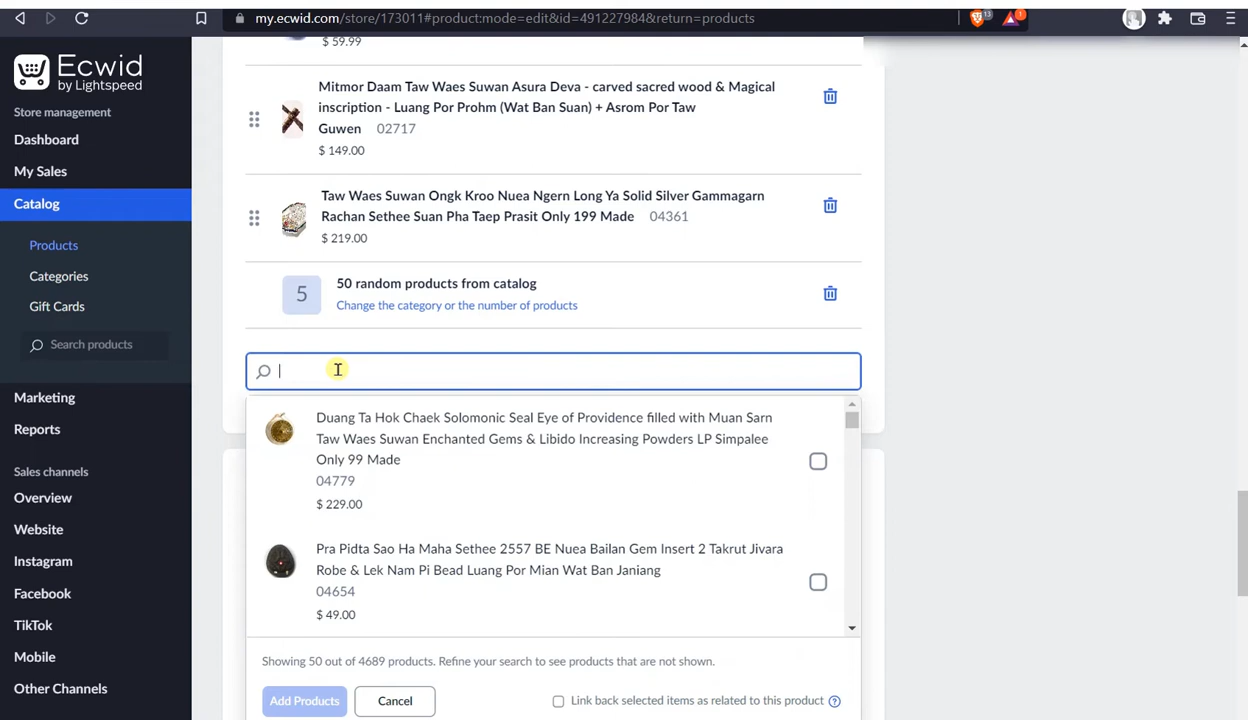 my.ecwid.com/store/173011#product:mode=edit&id=491227984&return=products
13
1
Ecwid
by Lightspeed
Store management
Dashboard
My Sales
Catalog
Products
Categories
Gift Cards
Search products
Marketing
Reports
Sales channels
Overview
Website
Instagram
Facebook
TikTok
Mobile
Other Channels
$ 59.99
Mitmor Daam Taw Waes Suwan Asura Deva - carved sacred wood & Magical
inscription - Luang Por Prohm (Wat Ban Suan) + Asrom Por Taw
Guwen 02717
$ 149.00
Taw Waes Suwan Ongk Kroo Nuea Ngern Long Ya Solid Silver Gammagarn
Rachan Sethee Suan Pha Taep Prasit Only 199 Made 04361
$ 219.00
5
50 random products from catalog
Change the category or the number of products
Duang Ta Hok Chaek Solomonic Seal Eye of Providence filled with Muan Sarn
Taw Waes Suwan Enchanted Gems & Libido Increasing Powders LP Simpalee
Only 99 Made
04779
$ 229.00
Pra Pidta Sao Ha Maha Sethee 2557 BE Nuea Bailan Gem Insert 2 Takrut Jivara
Robe & Lek Nam Pi Bead Luang Por Mian Wat Ban Janiang
04654
$ 49.00
Showing 50 out of 4689 products. Refine your search to see products that are not shown.
Add Products
Cancel
Link back selected items as related to this product ?